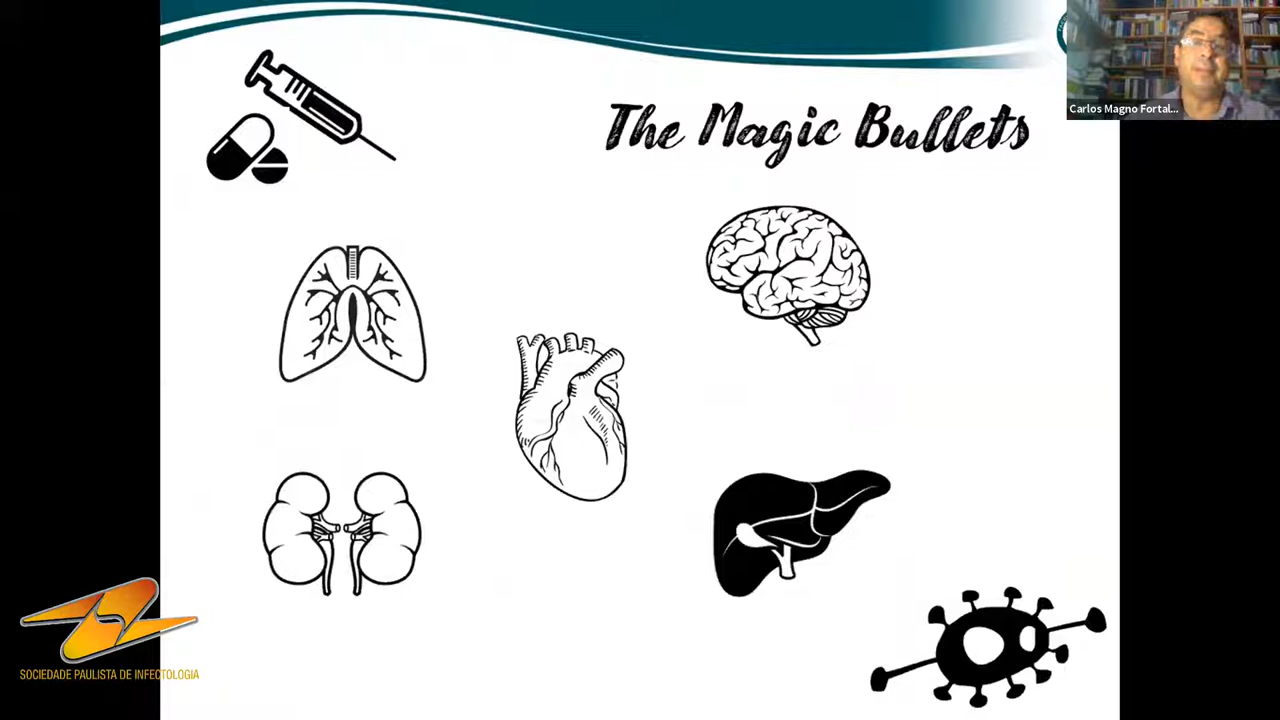 The Magic Bullets
Carlos Magno Fortal...
SOCIEDADE PAULISTA DE INFECTOLOGIA